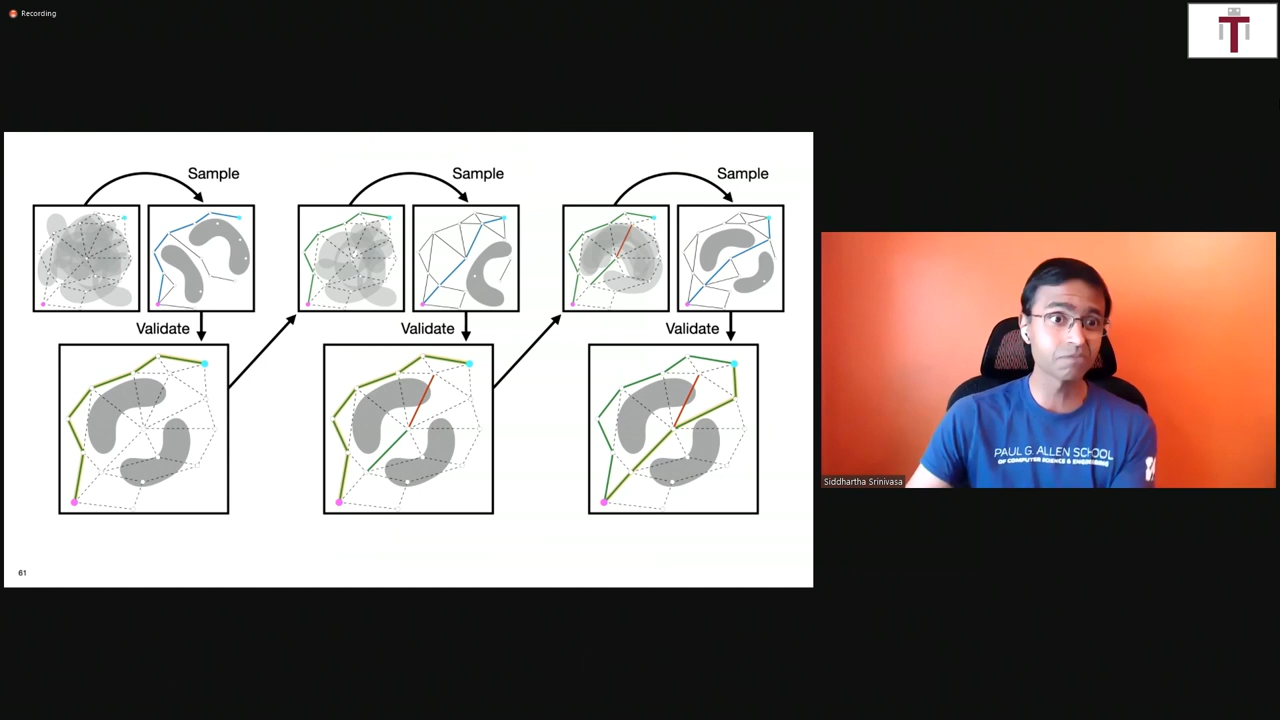 Recording
T
Sample
Sample
Sample
Validate
Validate
Validate
61
PAUL G. ALLEN SCHOOL
OF COMPUTER SCIENCE & ENGINEERING
Siddhartha Srinivasa